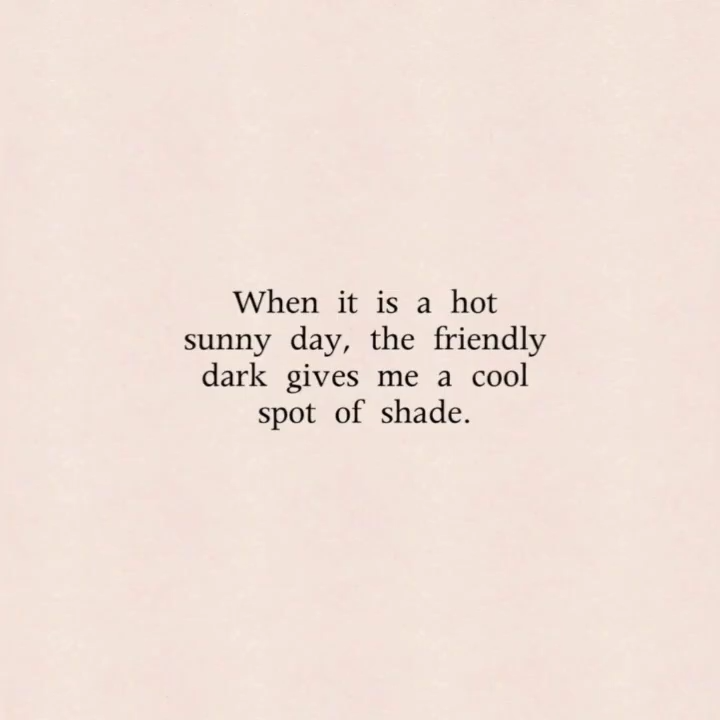 When it is a hot
sunny day, the friendly
dark gives me a cool
spot of shade.